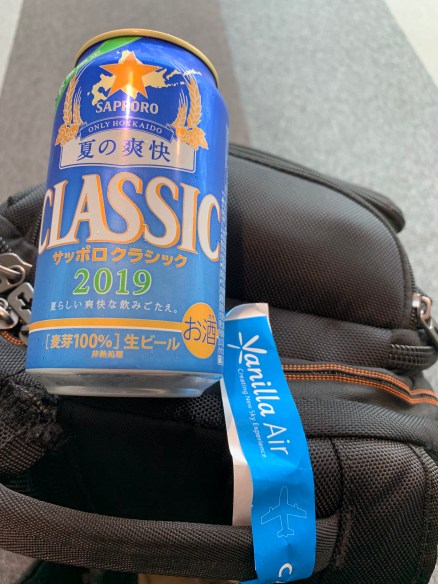 SAPPORO
ONLY HOKKAIDO
夏の爽快
CLASSIC
サッポロクラシック
2019
夏らしい爽快な飲みごたえ。
お酒
[麦芽100%]生ビール
非熱処理
Vanilla Air
Creating New Sky Experience